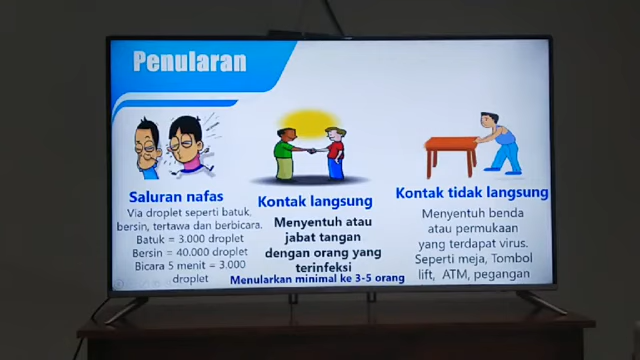 Penularan
Saluran nafas
Via droplet seperti batuk,
bersin, tertawa dan berbicara.
Batuk = 3.000 droplet
Bersin = 40.000 droplet
Bicara 5 menit = 3.000
droplet
Kontak langsung
Menyentuh atau
jabat tangan
dengan orang yang
terinfeksi
Menularkan minimal ke 3-5 orang
Kontak tidak langsung
Menyentuh benda
atau permukaan
yang terdapat virus.
Seperti meja, Tombol
lift, ATM, pegangan